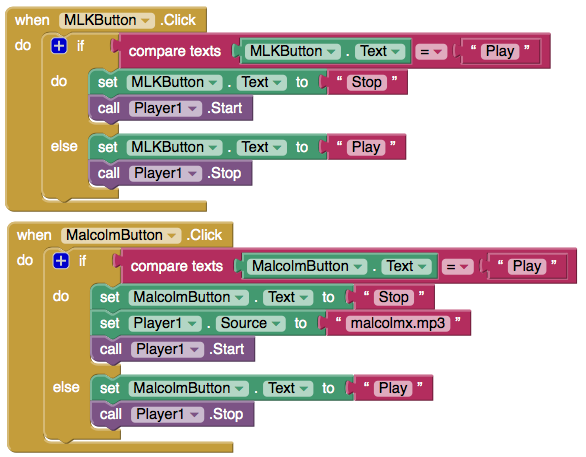 when MLKButton .Click
do if compare texts MLKButton . Text = “ Play ”
do set MLKButton . Text to “ Stop ”
call Player1 .Start
else set MLKButton . Text to “ Play ”
call Player1 .Stop
when MalcolmButton .Click
do if compare texts MalcolmButton . Text = “ Play ”
do set MalcolmButton . Text to “ Stop ”
set Player1 . Source to “ malcolmx.mp3 ”
call Player1 .Start
else set MalcolmButton . Text to “ Play ”
call Player1 .Stop